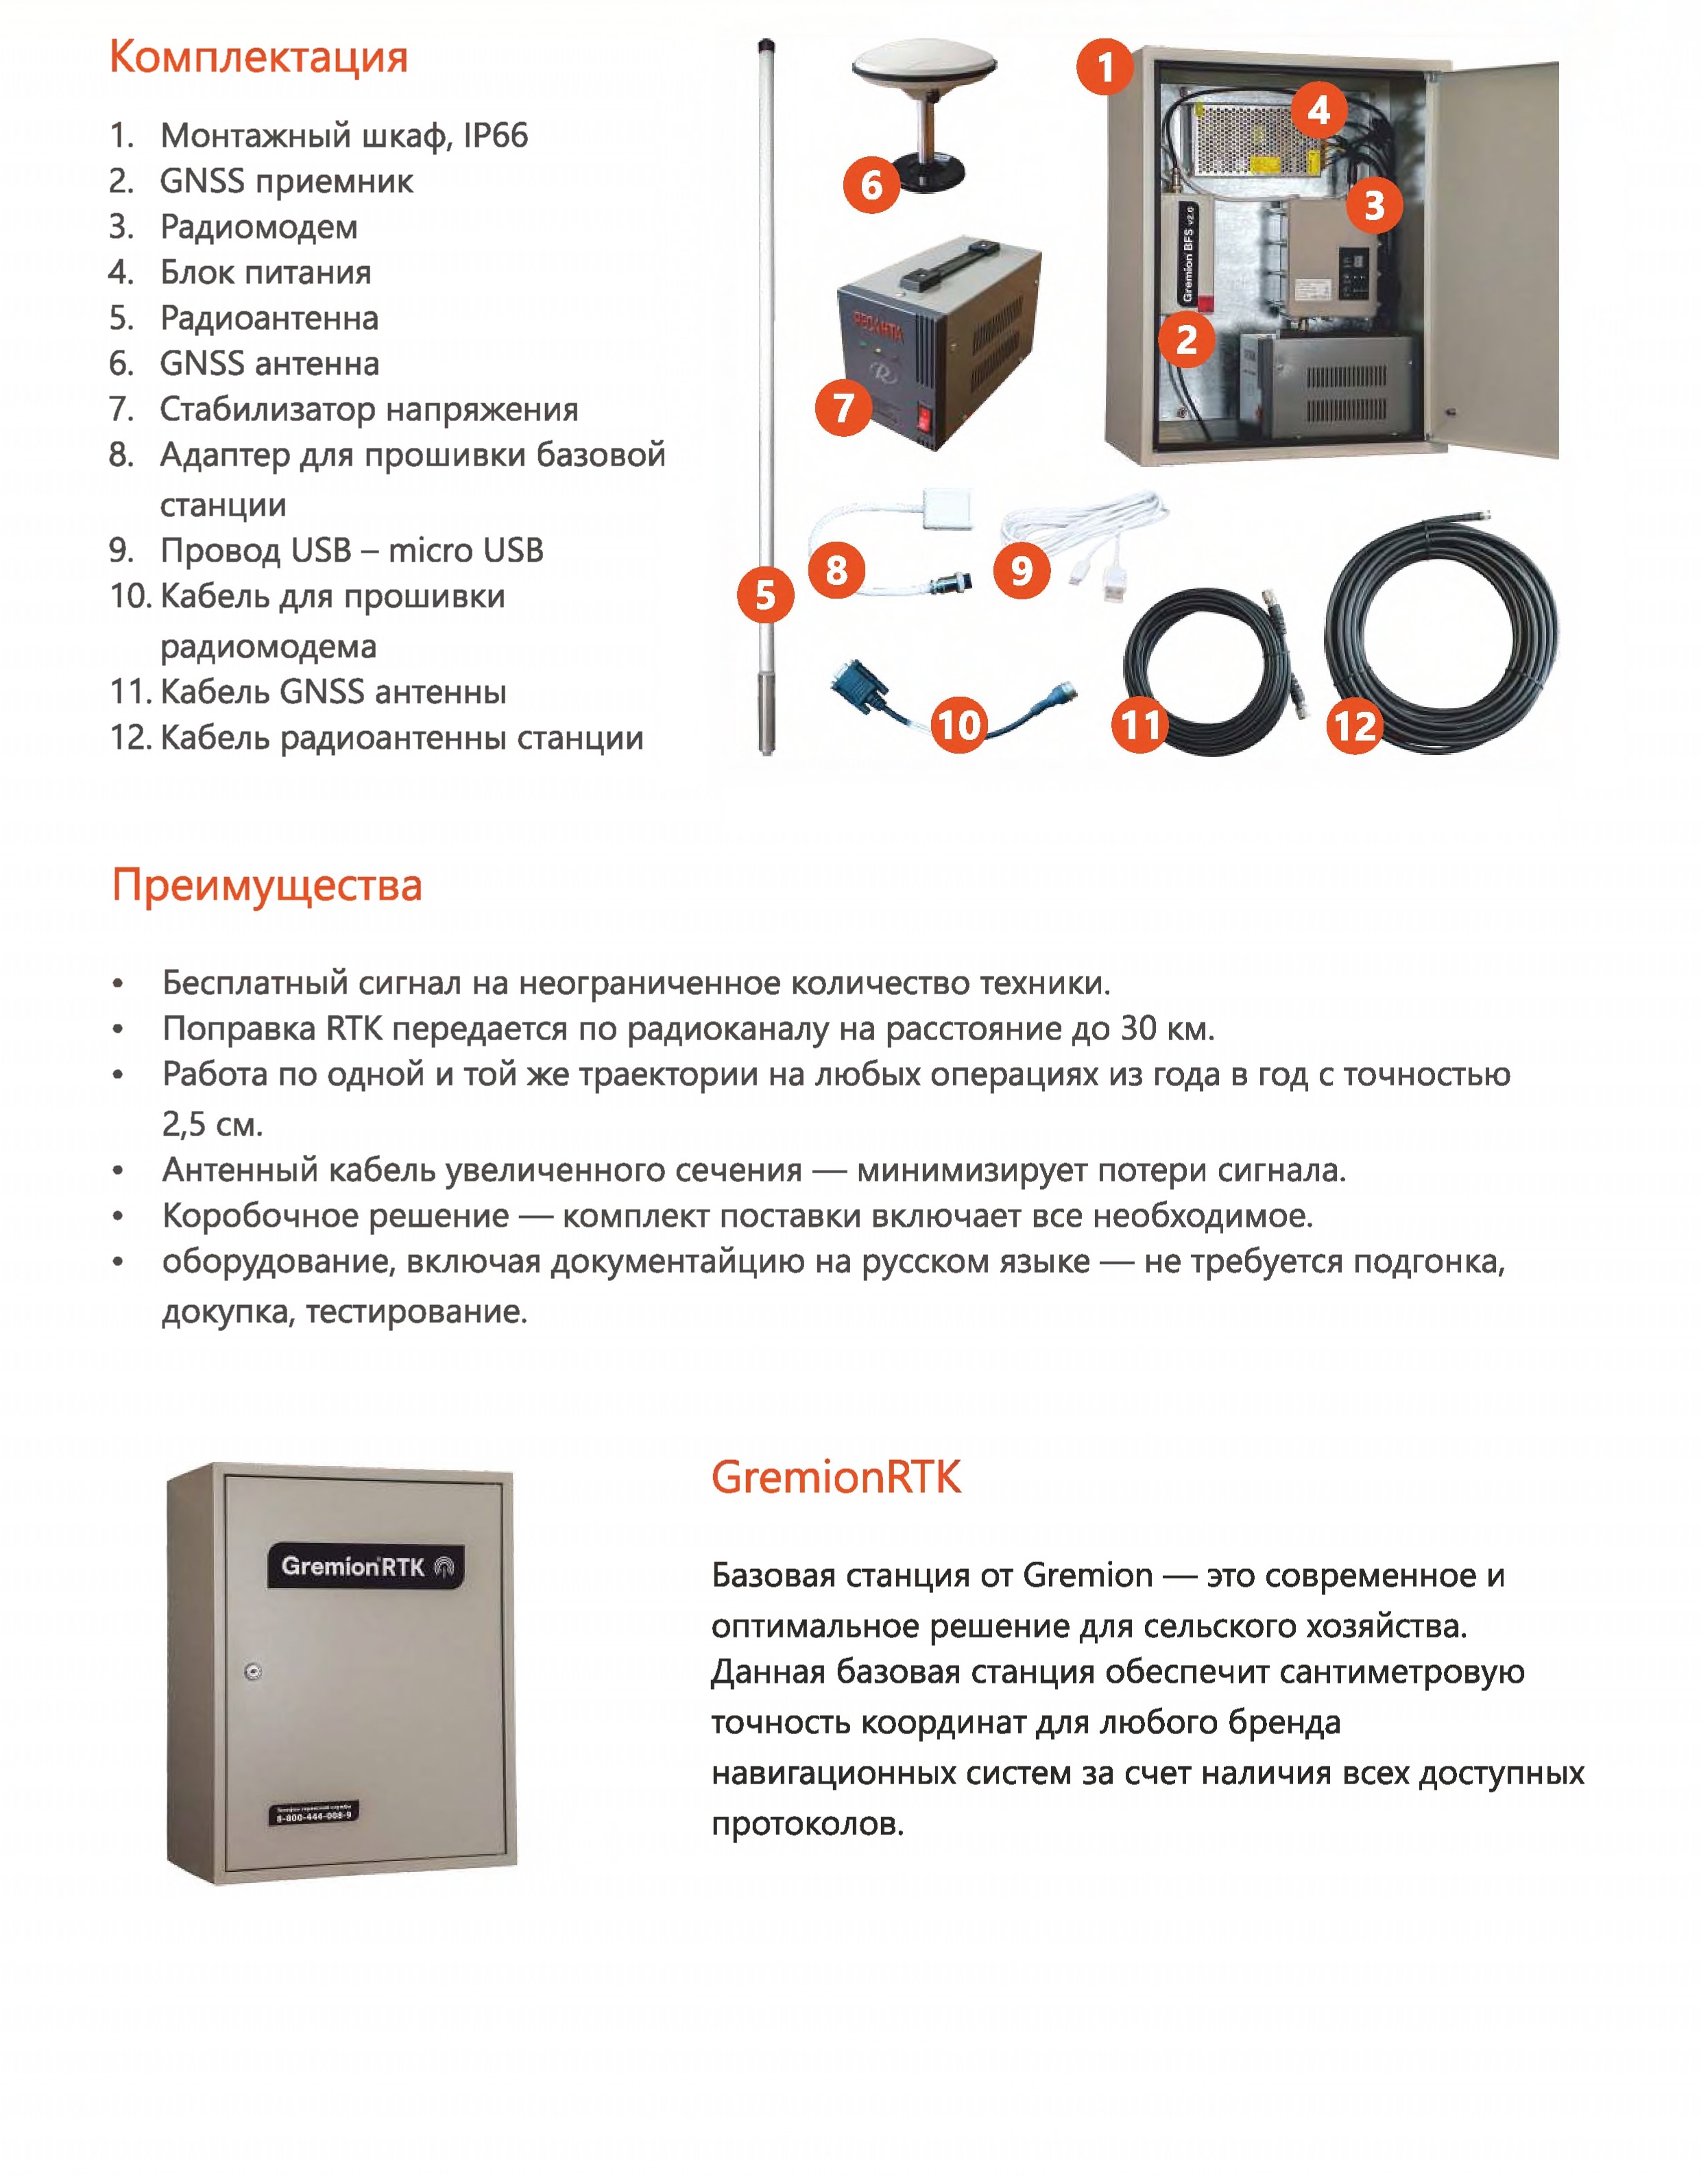 Комплектация
1. Монтажный шкаф, IP66
2. GNSS приемник
3. Радиомодем
4. Блок питания
5. Радиоантенна
6. GNSS антенна
7. Стабилизатор напряжения
8. Адаптер для прошивки базовой
станции
9. Провод USB – micro USB
10. Кабель для прошивки
радиомодема
11. Кабель GNSS антенны
12. Кабель радиоантенны станции
1
4
6
3
Gremion BFS v2.0
2
РЕСАНТА
R
7
8
9
5
10
11
12
Преимущества
• Бесплатный сигнал на неограниченное количество техники.
• Поправка RTK передается по радиоканалу на расстояние до 30 км.
• Работа по одной и той же траектории на любых операциях из года в год с точностью
2,5 см.
• Антенный кабель увеличенного сечения — минимизирует потери сигнала.
• Коробочное решение — комплект поставки включает все необходимое.
• оборудование, включая документайцию на русском языке — не требуется подгонка,
докупка, тестирование.
Gremion®RTK
Телефон сервисной службы
8-800-444-008-9
GremionRTK
Базовая станция от Gremion — это современное и
оптимальное решение для сельского хозяйства.
Данная базовая станция обеспечит сантиметровую
точность координат для любого бренда
навигационных систем за счет наличия всех доступных
протоколов.